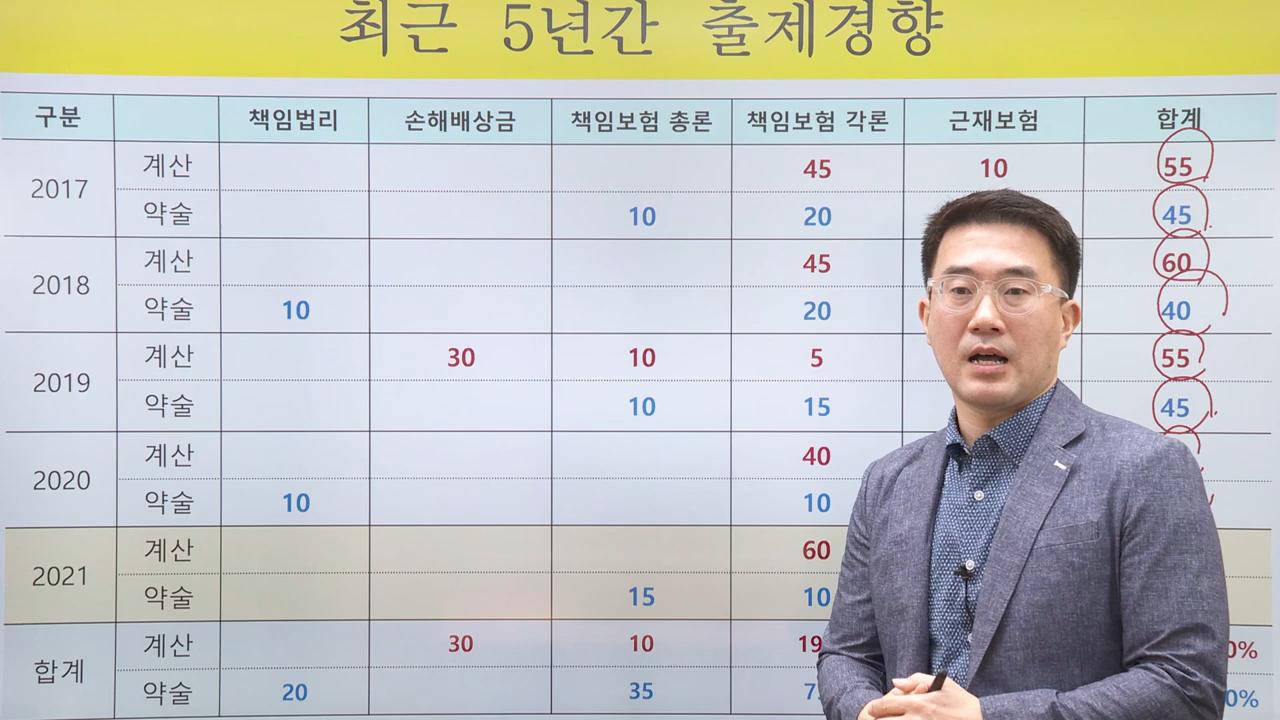 최근 5년간 출제경향
구분 책임법리 손해배상금 책임보험 총론 책임보험 각론 근재보험 합계
2017 계산 45 10 55
약술 10 20 45
2018 계산 45 60
약술 10 20 40
2019 계산 30 10 5 55
약술 10 15 45
2020 계산 40
약술 10 10
2021 계산 60
약술 15 10
합계 계산 30 10 19 0%
약술 20 35 7 0%